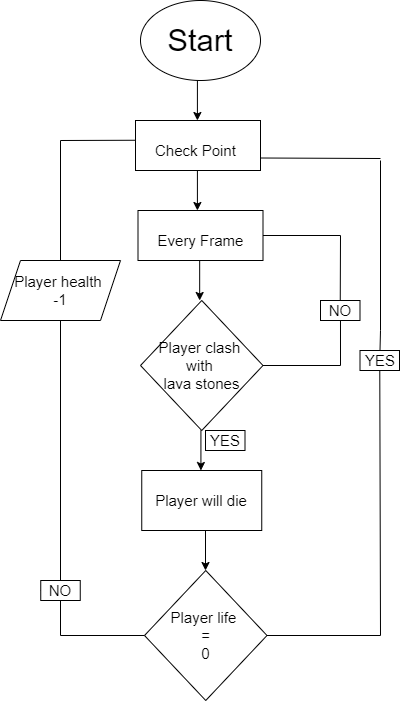 Start
Check Point
Every Frame
Player health
-1
NO
Player clash
with
lava stones
YES
YES
Player will die
NO
Player life
=
0